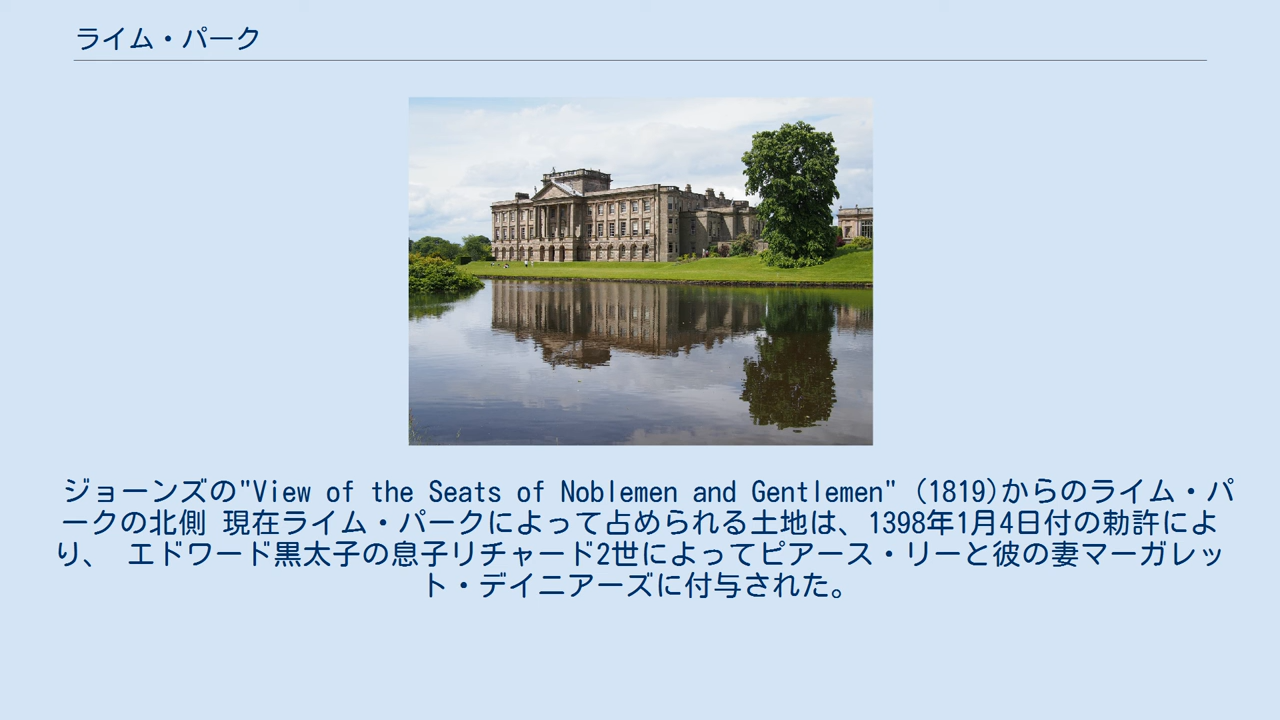 ライム・パーク
ジョーンズの"View of the Seats of Noblemen and Gentlemen" (1819)からのライム・パ
ークの北側 現在ライム・パークによって占められる土地は、1398年1月4日付の勅許によ
り、 エドワード黒太子の息子リチャード2世によってピアース・リーと彼の妻マーガレッ
ト・デイニアーズに付与された。